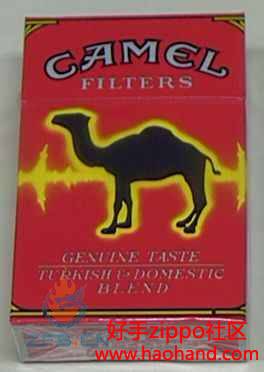 CAMEL
FILTERS
GENUINE TASTE
TURKISH & DOMESTIC
BLEND
好手zippo社区
www.haohand.com